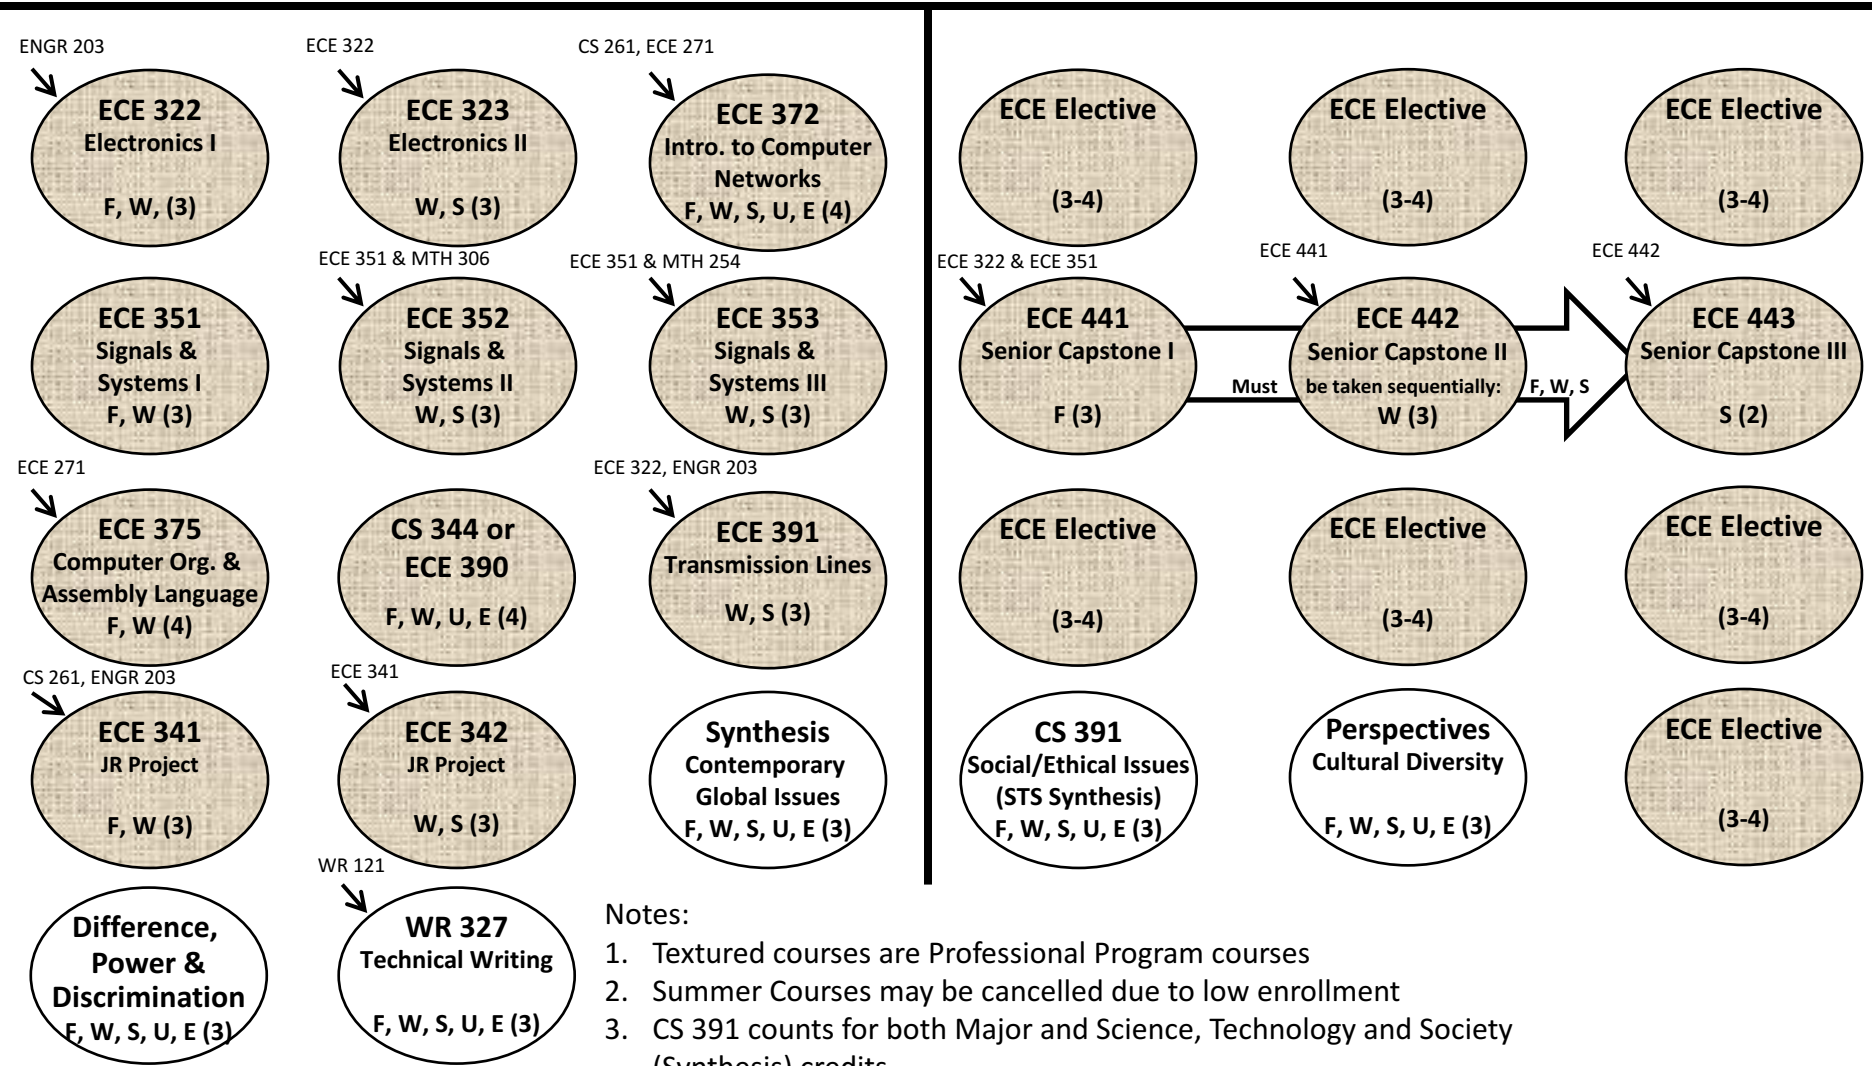 ENGR 203
ECE 322
Electronics I
F, W, (3)
ECE 322
ECE 323
Electronics II
W, S (3)
CS 261, ECE 271
ECE 372
Intro. to Computer
Networks
F, W, S, U, E (4)
ECE 351
Signals &
Systems I
F, W (3)
ECE 351 & MTH 306
ECE 352
Signals &
Systems II
W, S (3)
ECE 351 & MTH 254
ECE 353
Signals &
Systems III
W, S (3)
ECE 271
ECE 375
Computer Org. &
Assembly Language
F, W (4)
CS 344 or
ECE 390
F, W, U, E (4)
ECE 322, ENGR 203
ECE 391
Transmission Lines
W, S (3)
CS 261, ENGR 203
ECE 341
JR Project
F, W (3)
ECE 341
ECE 342
JR Project
W, S (3)
Synthesis
Contemporary
Global Issues
F, W, S, U, E (3)
Difference,
Power &
Discrimination
F, W, S, U, E (3)
WR 121
WR 327
Technical Writing
F, W, S, U, E (3)
ECE Elective
(3-4)
ECE Elective
(3-4)
ECE Elective
(3-4)
ECE 322 & ECE 351
ECE 441
Senior Capstone I
F (3)
Must
ECE 441
ECE 442
Senior Capstone II
be taken sequentially:
W (3)
F, W, S
ECE 442
ECE 443
Senior Capstone III
S (2)
ECE Elective
(3-4)
ECE Elective
(3-4)
ECE Elective
(3-4)
CS 391
Social/Ethical Issues
(STS Synthesis)
F, W, S, U, E (3)
Perspectives
Cultural Diversity
F, W, S, U, E (3)
ECE Elective
(3-4)
Notes:
1. Textured courses are Professional Program courses
2. Summer Courses may be cancelled due to low enrollment
3. CS 391 counts for both Major and Science, Technology and Society
(Synthesis) credits